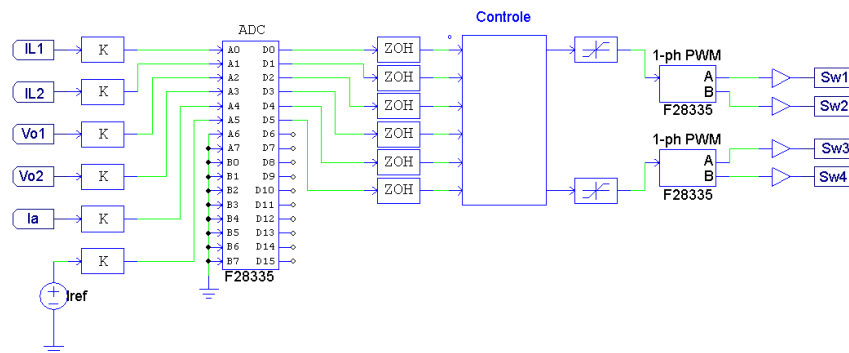 Controle
ADC
IL1
K
A0
D0
ZOH
1-ph PWM
A1
D1
IL2
K
A2
D2
ZOH
A
Sw1
A3
D3
B
Sw2
Vo1
K
A4
D4
ZOH
F28335
A5
D5
A6
D6
ZOH
1-ph PWM
A7
D7
Vo2
K
B0
D8
ZOH
A
Sw3
B1
D9
B
Sw4
B2
D10
ZOH
F28335
B3
D11
Ia
K
B4
D12
B5
D13
B6
D14
K
B7
D15
F28335
Iref